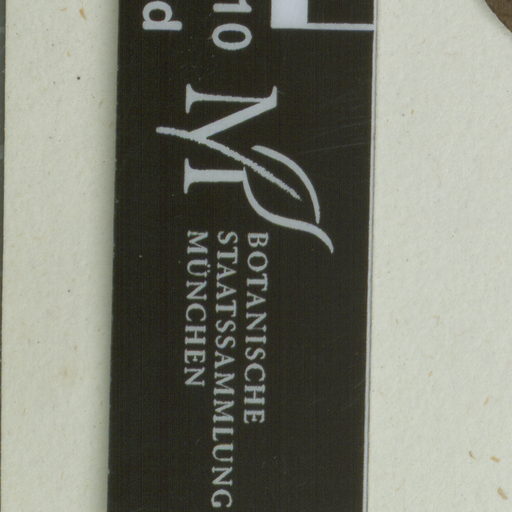 10
d
M
BOTANISCHE
STAATSSAMMLUNG
MÜNCHEN